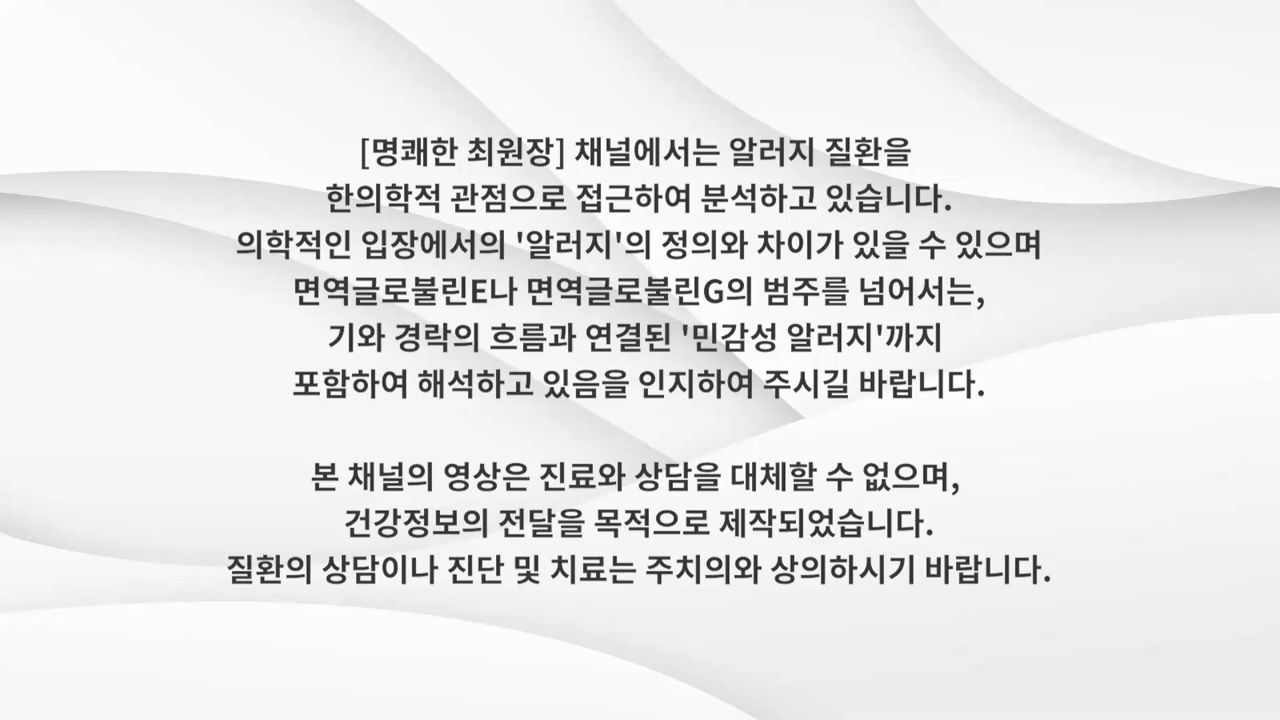 [명쾌한 최원장] 채널에서는 알러지 질환을
한의학적 관점으로 접근하여 분석하고 있습니다.
의학적인 입장에서의 '알러지'의 정의와 차이가 있을 수 있으며
면역글로불린E나 면역글로불린G의 범주를 넘어서는,
기와 경락의 흐름과 연결된 '민감성 알러지'까지
포함하여 해석하고 있음을 인지하여 주시길 바랍니다.
본 채널의 영상은 진료와 상담을 대체할 수 없으며,
건강정보의 전달을 목적으로 제작되었습니다.
질환의 상담이나 진단 및 치료는 주치의와 상의하시기 바랍니다.